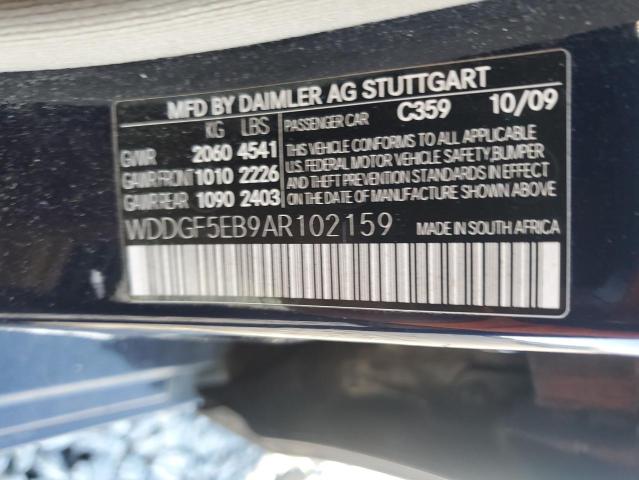 MFD BY DAIMLER AG STUTTGART
KG LBS PASSENGER CAR C359 10/09
GVWR 2060 4541
GAWR FRONT 1010 2226
GAWR REAR 1090 2403
THIS VEHICLE CONFORMS TO ALL APPLICABLE
U.S. FEDERAL MOTOR VEHICLE SAFETY, BUMPER
AND THEFT PREVENTION STANDARDS IN EFFECT
ON THE DATE OF MANUFACTURE SHOWN ABOVE.
WDDGF5EB9AR102159 MADE IN SOUTH AFRICA